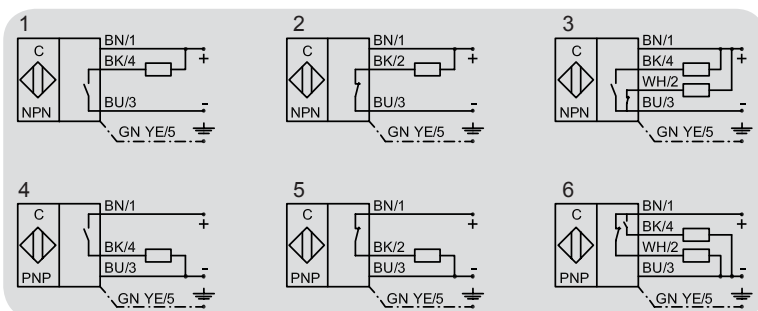 1
C
NPN
BN/1
BK/4
BU/3
+
-
GN YE/5
2
C
NPN
BN/1
BK/2
BU/3
+
-
GN YE/5
3
C
NPN
BN/1
BK/4
WH/2
BU/3
+
-
GN YE/5
4
C
PNP
BN/1
BK/4
BU/3
+
-
GN YE/5
5
C
PNP
BN/1
BK/2
BU/3
+
-
GN YE/5
6
C
PNP
BN/1
BK/4
WH/2
BU/3
+
-
GN YE/5